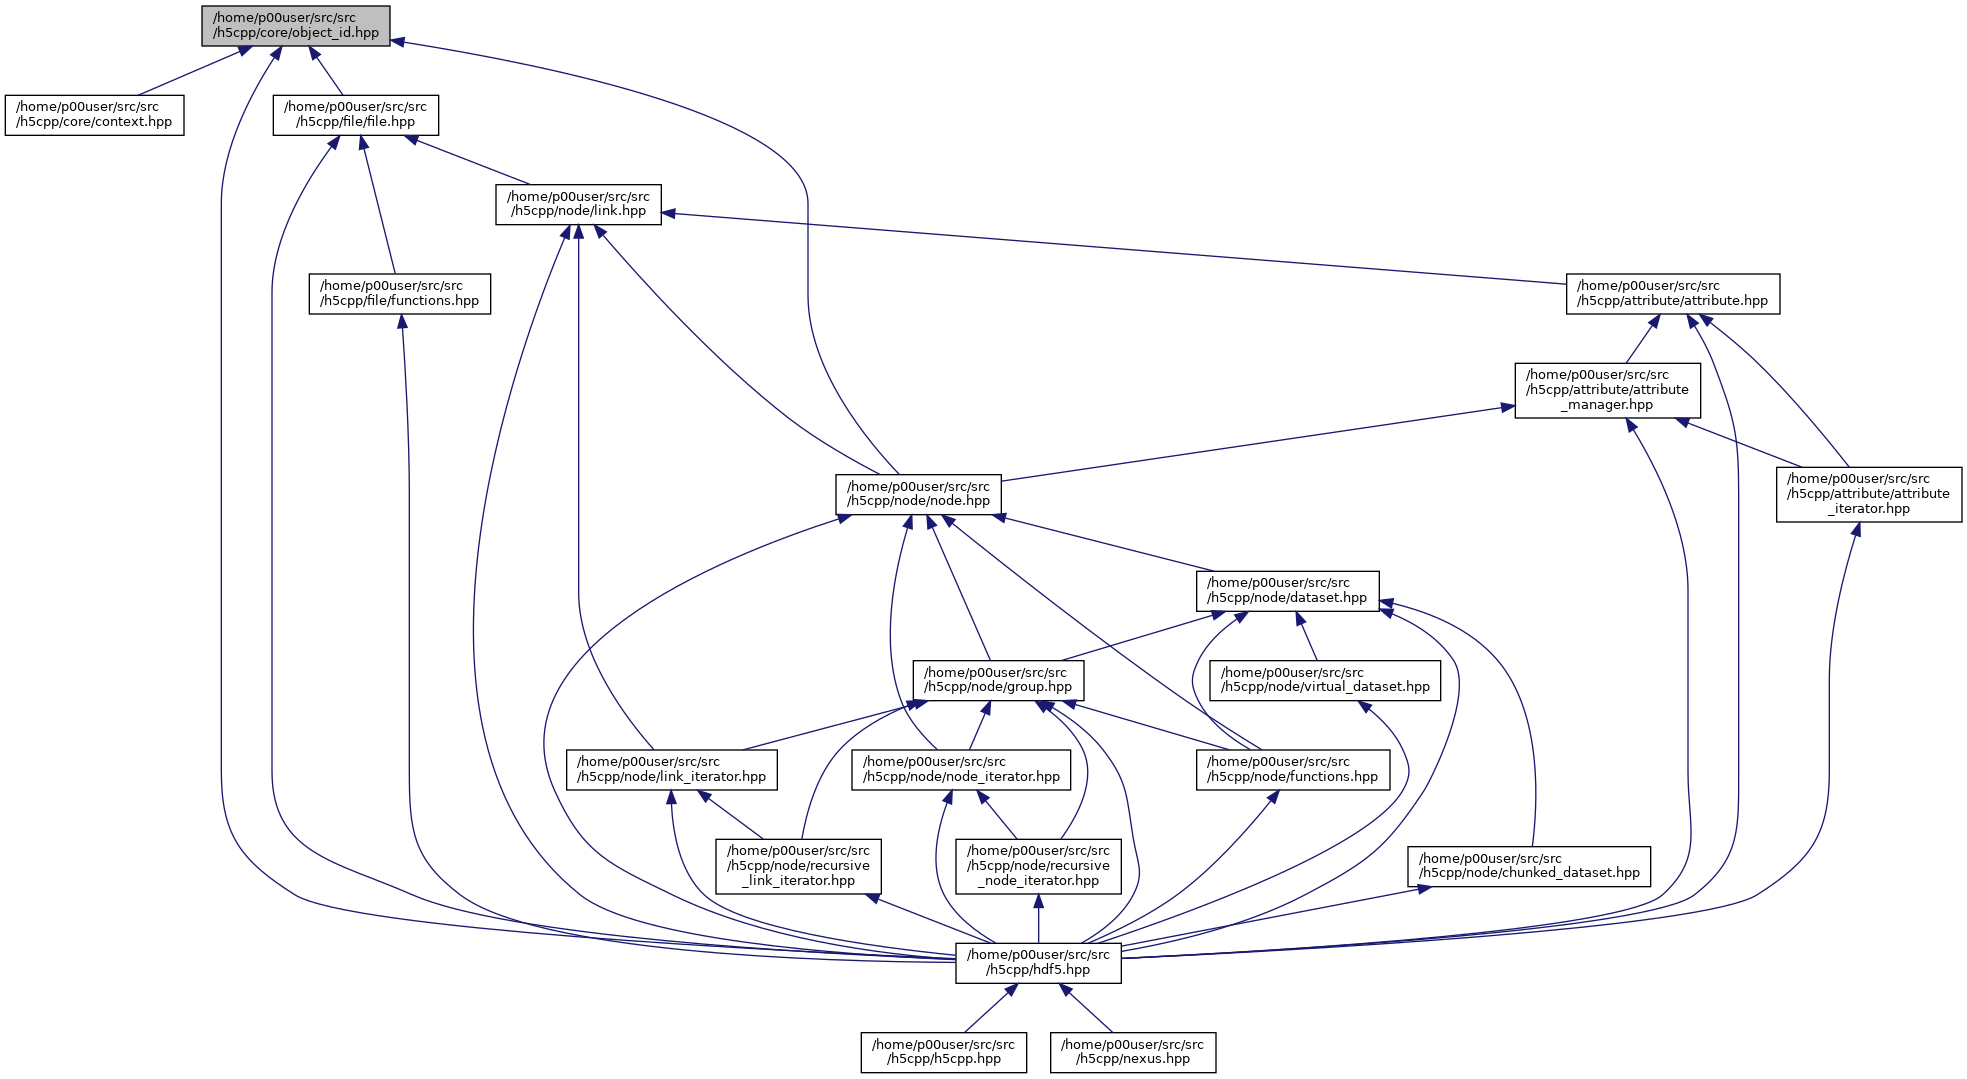 /home/p00user/src/src
/h5cpp/core/object_id.hpp
/home/p00user/src/src
/h5cpp/core/context.hpp
/home/p00user/src/src
/h5cpp/file/file.hpp
/home/p00user/src/src
/h5cpp/node/link.hpp
/home/p00user/src/src
/h5cpp/file/functions.hpp
/home/p00user/src/src
/h5cpp/attribute/attribute.hpp
/home/p00user/src/src
/h5cpp/attribute/attribute
_manager.hpp
/home/p00user/src/src
/h5cpp/node/node.hpp
/home/p00user/src/src
/h5cpp/attribute/attribute
_iterator.hpp
/home/p00user/src/src
/h5cpp/node/dataset.hpp
/home/p00user/src/src
/h5cpp/node/group.hpp
/home/p00user/src/src
/h5cpp/node/virtual_dataset.hpp
/home/p00user/src/src
/h5cpp/node/link_iterator.hpp
/home/p00user/src/src
/h5cpp/node/node_iterator.hpp
/home/p00user/src/src
/h5cpp/node/functions.hpp
/home/p00user/src/src
/h5cpp/node/recursive
_link_iterator.hpp
/home/p00user/src/src
/h5cpp/node/recursive
_node_iterator.hpp
/home/p00user/src/src
/h5cpp/node/chunked_dataset.hpp
/home/p00user/src/src
/h5cpp/hdf5.hpp
/home/p00user/src/src
/h5cpp/h5cpp.hpp
/home/p00user/src/src
/h5cpp/nexus.hpp